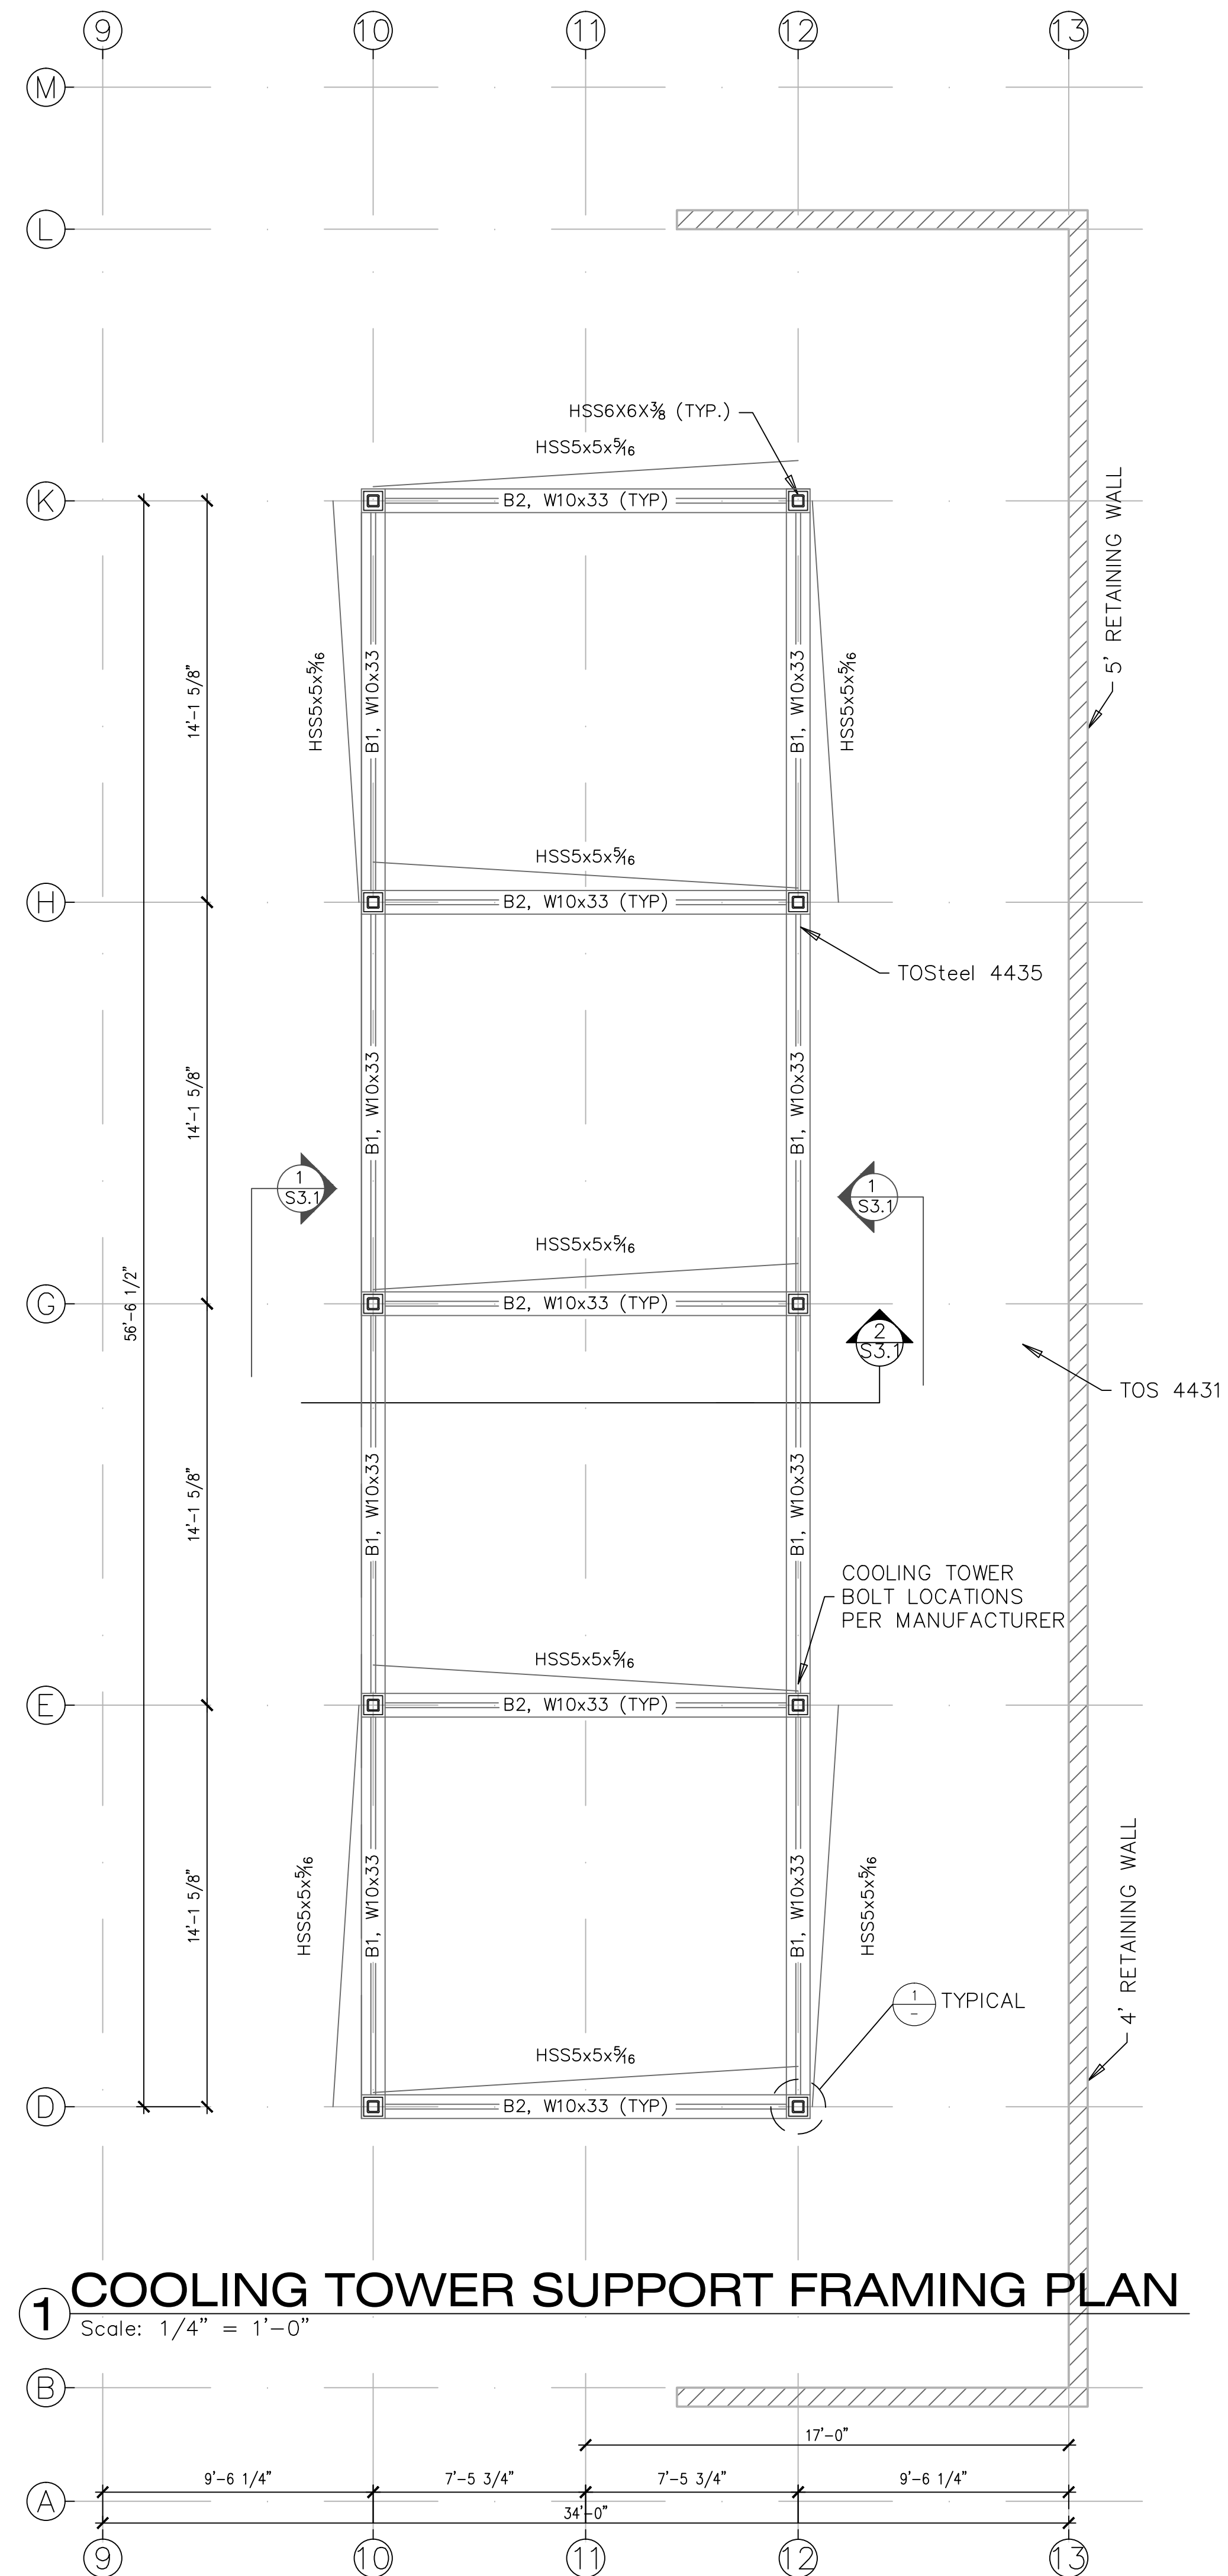 9 10 11 12 13
M
L
HSS6X6X⅜ (TYP.)
HSS5x5x5⁄16
K
B2, W10x33 (TYP)
5' RETAINING WALL
14'-1 5/8"
HSS5x5x5⁄16
B1, W10x33
B1, W10x33
HSS5x5x5⁄16
HSS5x5x5⁄16
H
B2, W10x33 (TYP)
TOSteel 4435
14'-1 5/8"
B1, W10x33
B1, W10x33
1
S3.1
1
S3.1
HSS5x5x5⁄16
56'-6 1/2"
G
B2, W10x33 (TYP)
2
S3.1
TOS 4431
14'-1 5/8"
B1, W10x33
B1, W10x33
COOLING TOWER
BOLT LOCATIONS
PER MANUFACTURER
HSS5x5x5⁄16
E
B2, W10x33 (TYP)
14'-1 5/8"
HSS5x5x5⁄16
B1, W10x33
B1, W10x33
HSS5x5x5⁄16
4' RETAINING WALL
1
-
TYPICAL
HSS5x5x5⁄16
D
B2, W10x33 (TYP)
1
COOLING TOWER SUPPORT FRAMING PLAN
Scale: 1/4" = 1'-0"
B
17'-0"
9'-6 1/4" 7'-5 3/4" 7'-5 3/4" 9'-6 1/4"
A
34'-0"
9 10 11 12 13